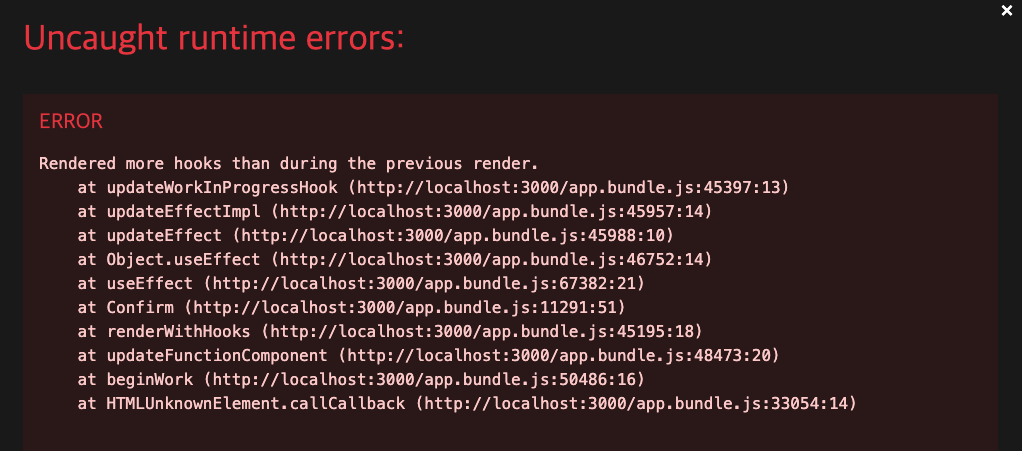 ×
Uncaught runtime errors:
ERROR
Rendered more hooks than during the previous render.
at updateWorkInProgressHook (http://localhost:3000/app.bundle.js:45397:13)
at updateEffectImpl (http://localhost:3000/app.bundle.js:45957:14)
at updateEffect (http://localhost:3000/app.bundle.js:45988:10)
at Object.useEffect (http://localhost:3000/app.bundle.js:46752:14)
at useEffect (http://localhost:3000/app.bundle.js:67382:21)
at Confirm (http://localhost:3000/app.bundle.js:11291:51)
at renderWithHooks (http://localhost:3000/app.bundle.js:45195:18)
at updateFunctionComponent (http://localhost:3000/app.bundle.js:48473:20)
at beginWork (http://localhost:3000/app.bundle.js:50486:16)
at HTMLUnknownElement.callCallback (http://localhost:3000/app.bundle.js:33054:14)